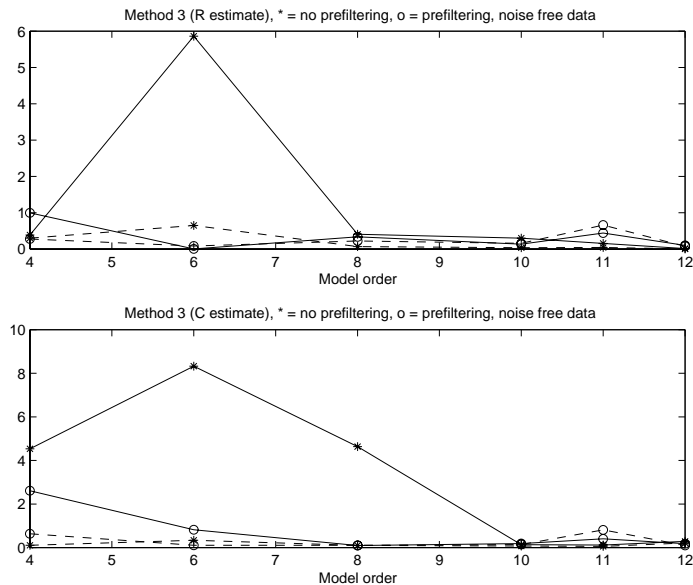 Method 3 (R estimate), * = no prefiltering, o = prefiltering, noise free data
6
5
4
3
2
1
0
4 5 6 7 8 9 10 11 12
Model order
Method 3 (C estimate), * = no prefiltering, o = prefiltering, noise free data
10
8
6
4
2
0
4 5 6 7 8 9 10 11 12
Model order